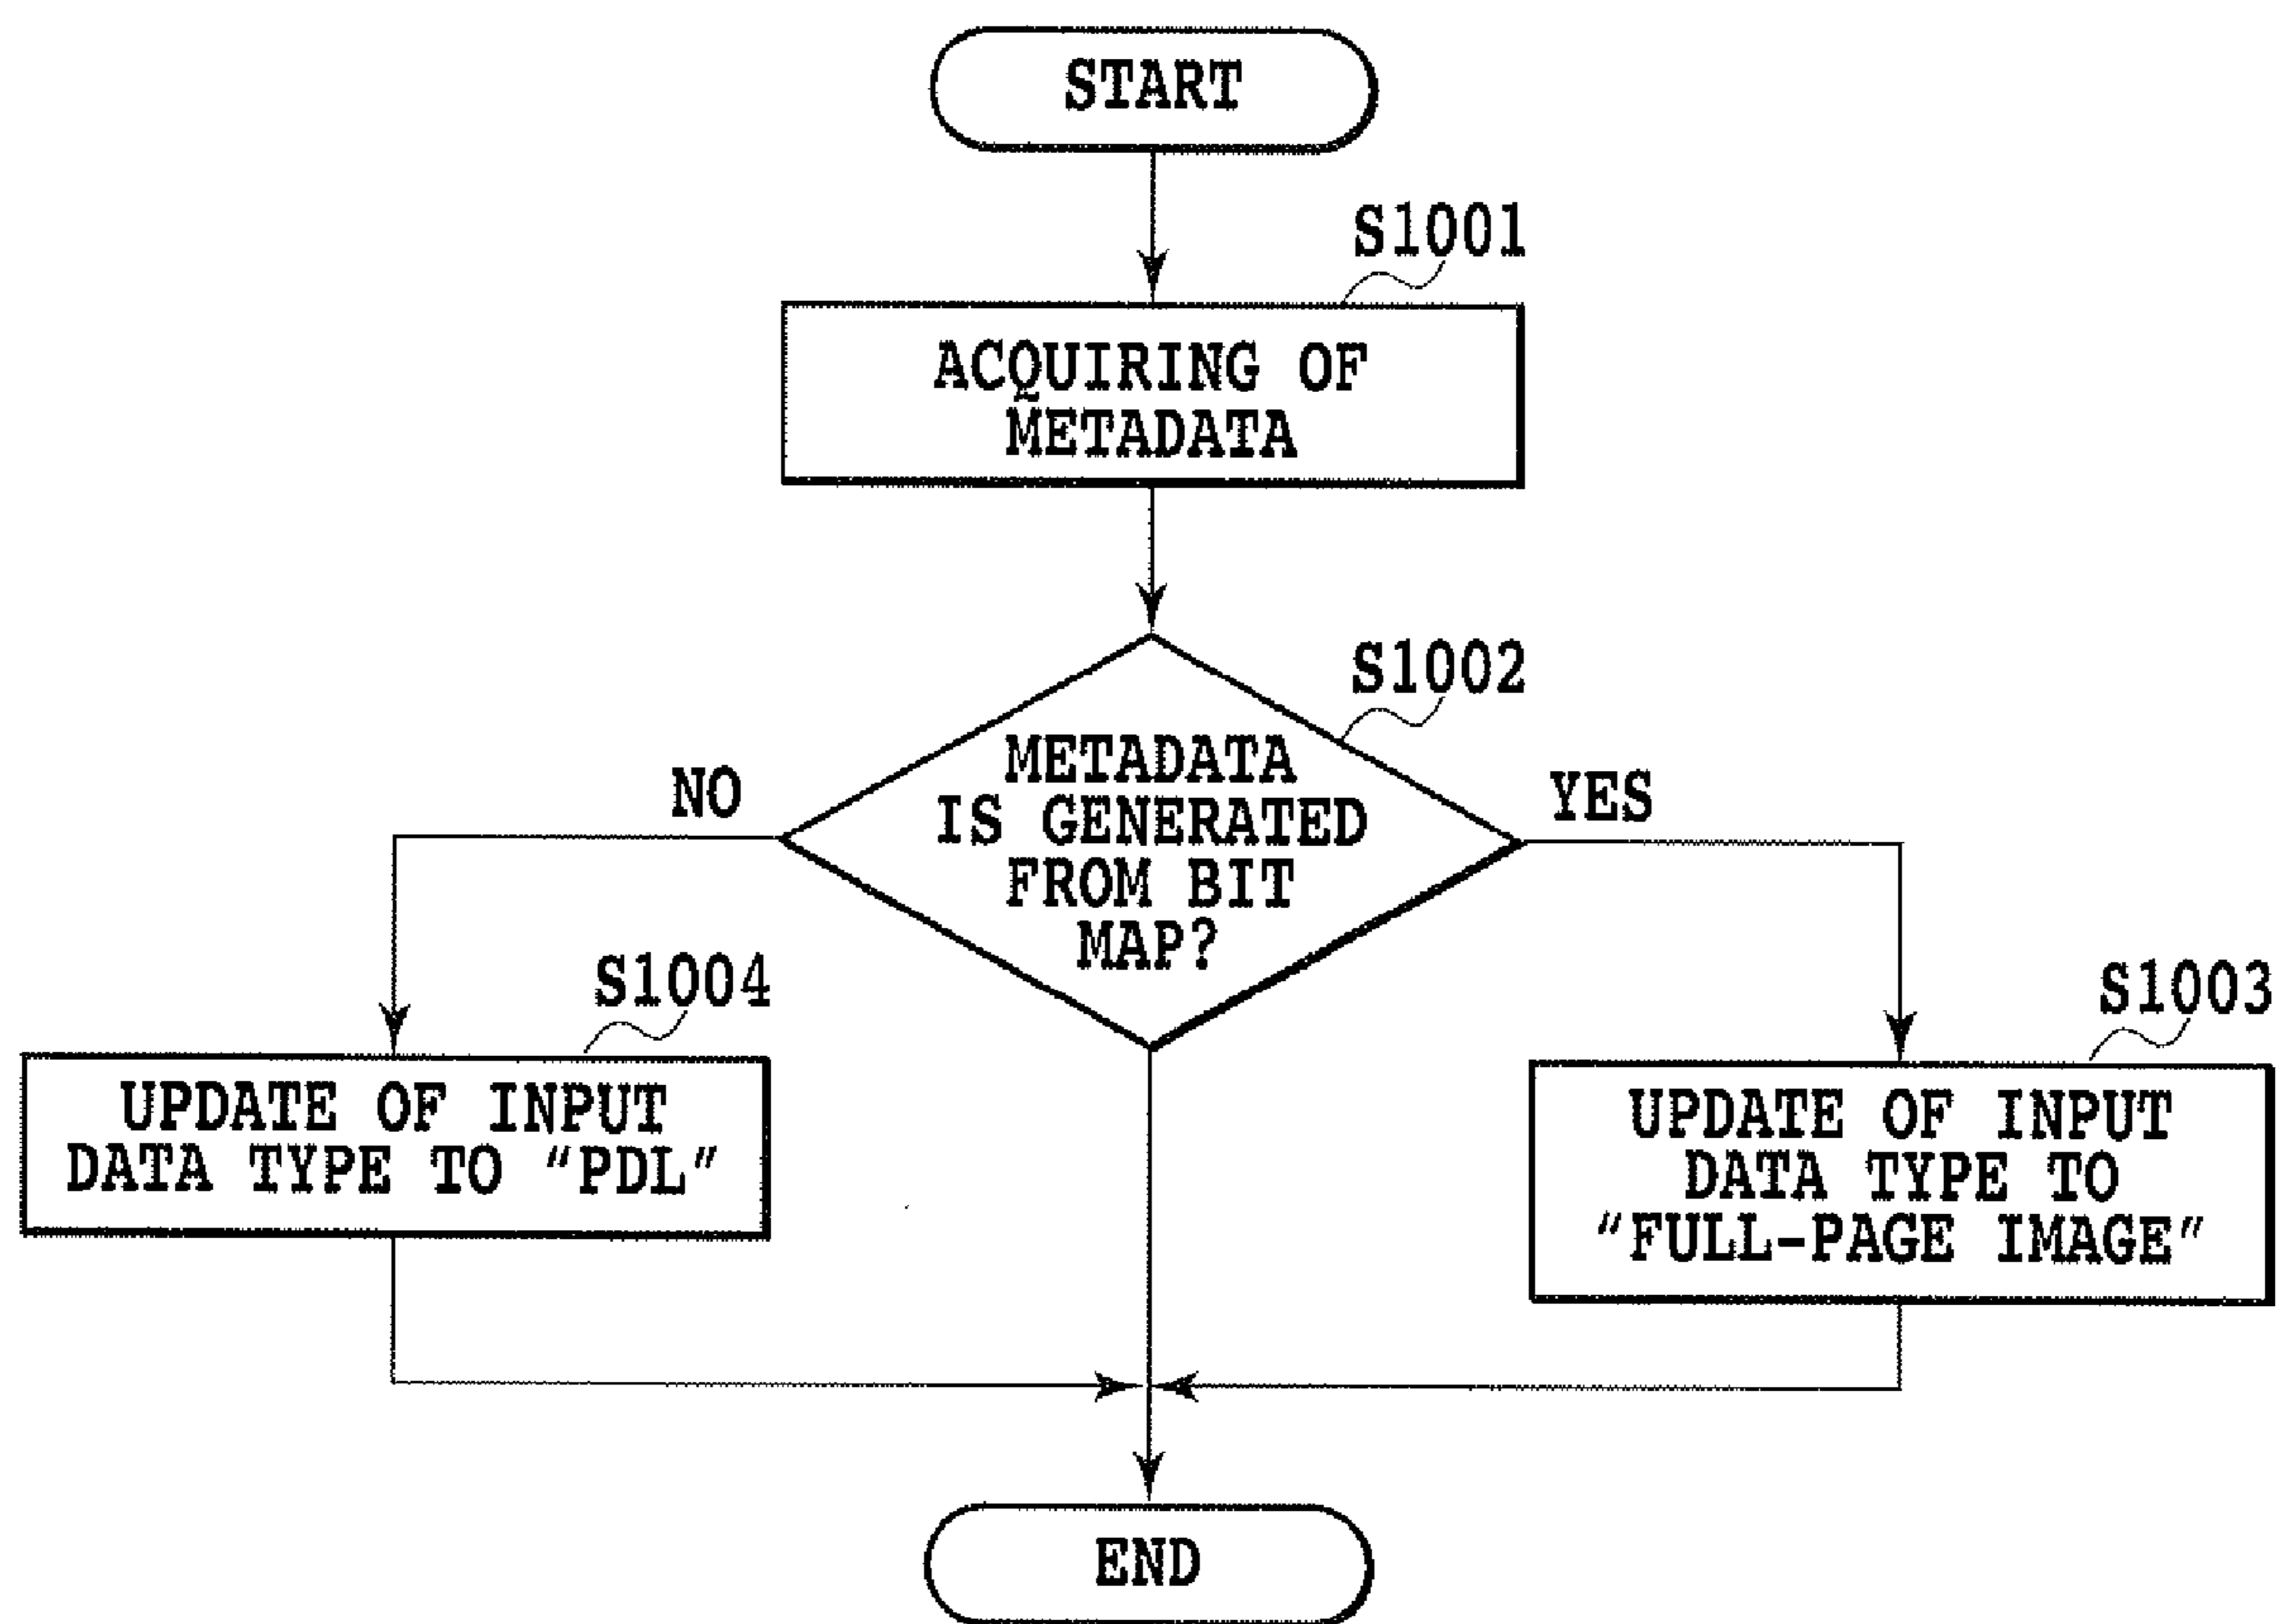 START
S1001
ACQUIRING OF
METADATA
S1002
METADATA
IS GENERATED
FROM BIT
MAP?
NO
YES
S1004
UPDATE OF INPUT
DATA TYPE TO "PDL"
S1003
UPDATE OF INPUT
DATA TYPE TO
"FULL-PAGE IMAGE"
END